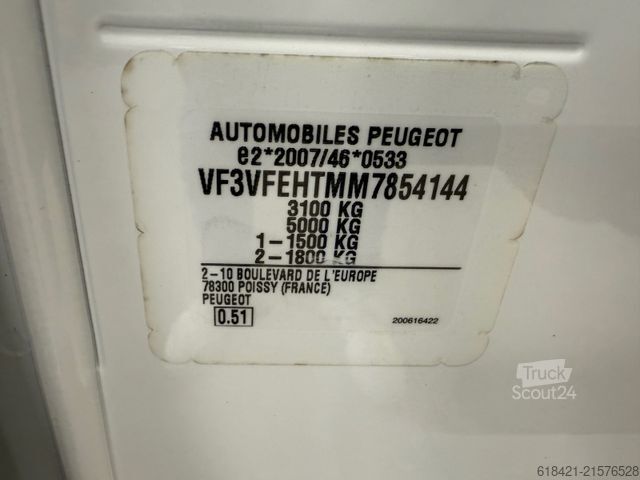 AUTOMOBILES PEUGEOT
e2*2007/46*0533
VF3VFEHTMM7854144
3100 KG
5000 KG
1-1500 KG
2-1800 KG
2-10 BOULEVARD DE L'EUROPE
78300 POISSY (FRANCE)
PEUGEOT
0.51
200616422
Truck
Scout24
618421-21576528